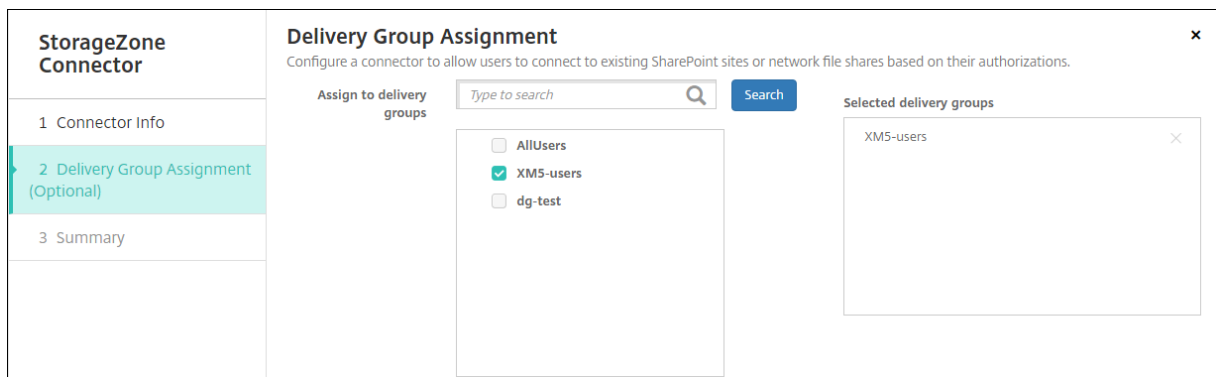 StorageZone
Connector
1 Connector Info
2 Delivery Group Assignment
(Optional)
3 Summary
Delivery Group Assignment
Configure a connector to allow users to connect to existing SharePoint sites or network file shares based on their authorizations.
Assign to delivery
groups
Type to search
Search
AllUsers
XM5-users
dg-test
Selected delivery groups
XM5-users